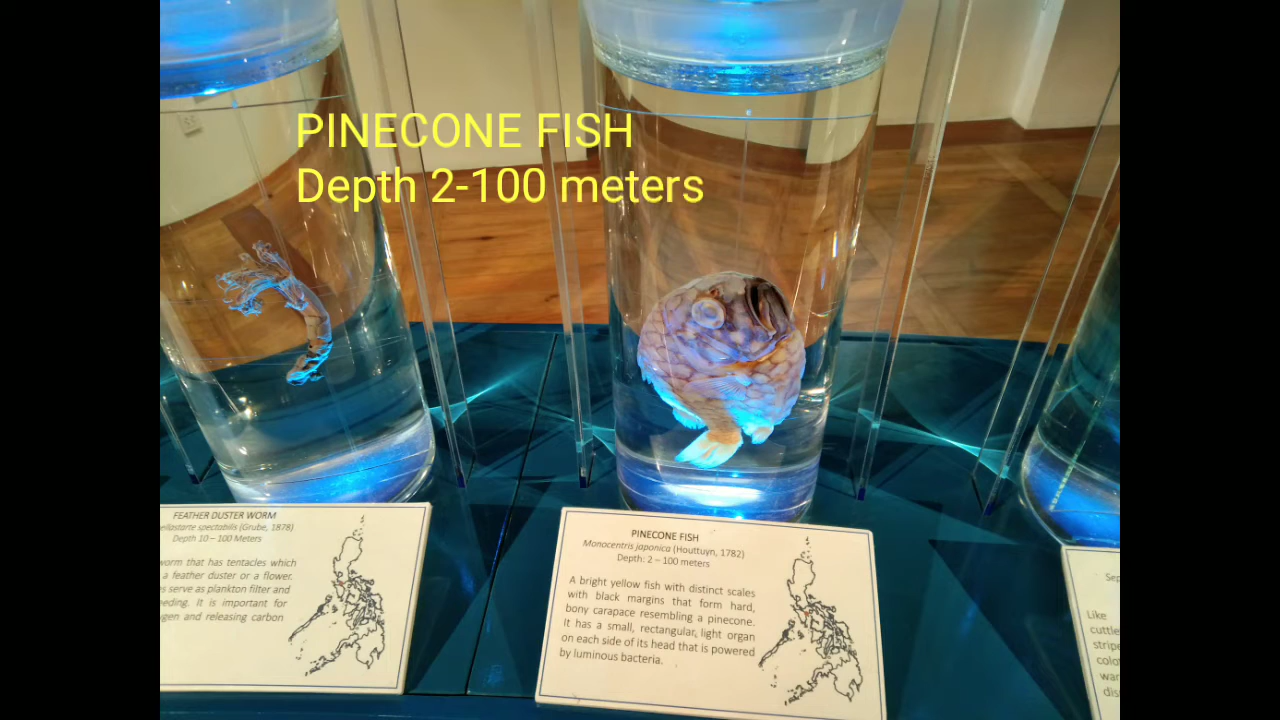 PINECONE FISH
Depth 2-100 meters
FEATHER DUSTER WORM
spectabilis (Grube, 1878)
Depth 10 – 100 Meters
worm that has tentacles which
a feather duster or a flower.
serve as plankton filter and
It is important for
and releasing carbon
PINECONE FISH
Monocentris japonica (Houttuyn, 1782)
Depth: 2 – 100 meters
A bright yellow fish with distinct scales
with black margins that form hard,
bony carapace resembling a pinecone.
It has a small, rectangular, light organ
on each side of its head that is powered
by luminous bacteria.
Like